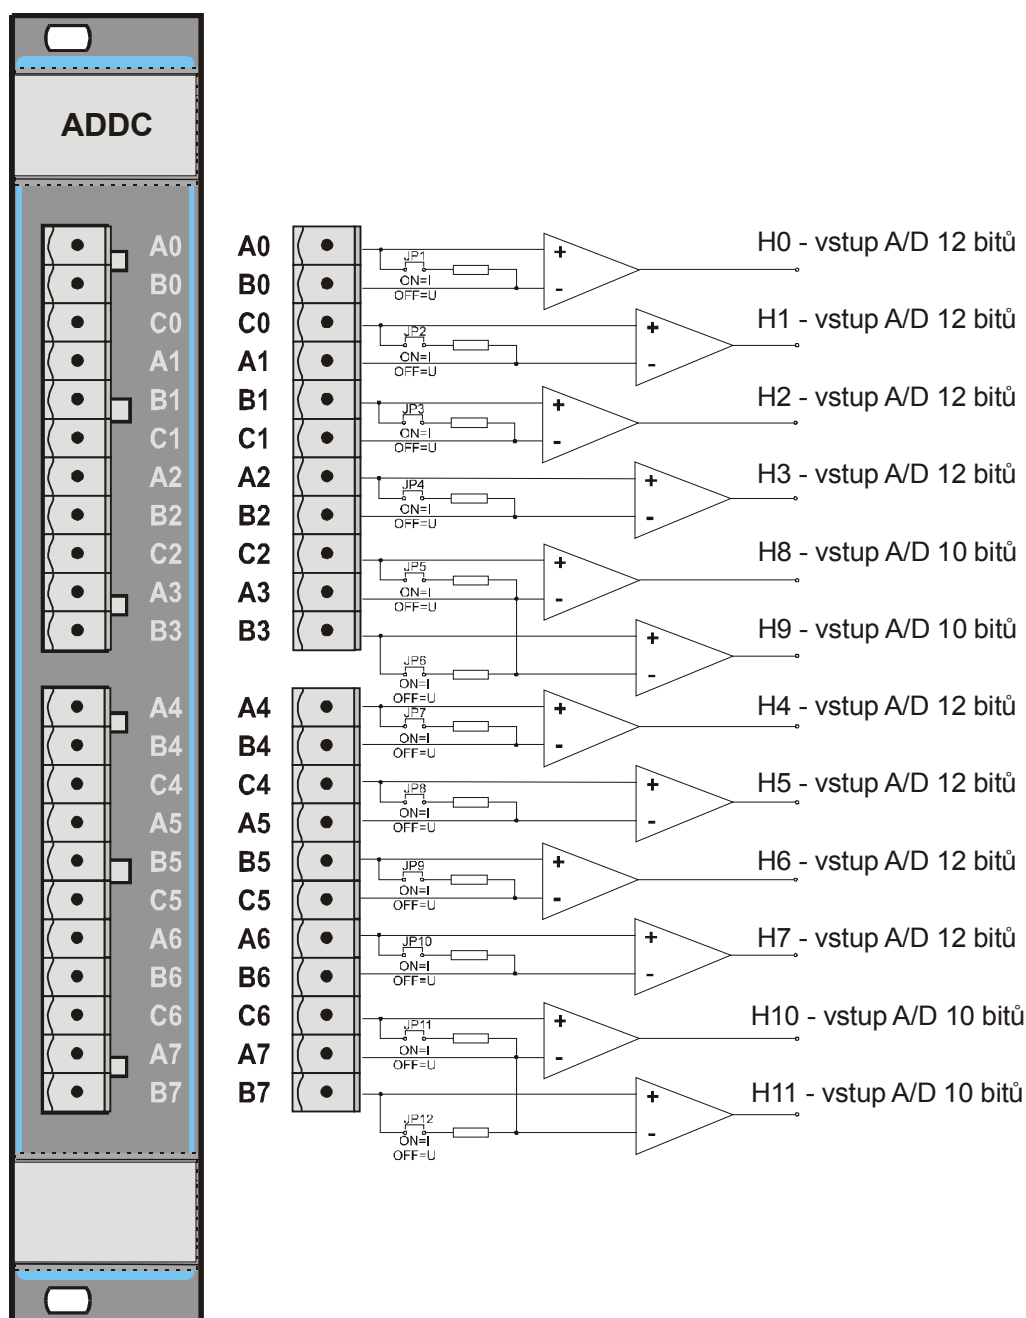 ADDC
A0
B0
C0
A1
B1
C1
A2
B2
C2
A3
B3
A4
B4
C4
A5
B5
C5
A6
B6
C6
A7
B7
A0
B0
C0
A1
B1
C1
A2
B2
C2
A3
B3
A4
B4
C4
A5
B5
C5
A6
B6
C6
A7
B7
JP1
ON=I
OFF=U
+
-
H0 - vstup A/D 12 bitů
JP2
ON=I
OFF=U
+
-
H1 - vstup A/D 12 bitů
JP3
ON=I
OFF=U
+
-
H2 - vstup A/D 12 bitů
JP4
ON=I
OFF=U
+
-
H3 - vstup A/D 12 bitů
JP5
ON=I
OFF=U
+
-
H8 - vstup A/D 10 bitů
JP6
ON=I
OFF=U
+
-
H9 - vstup A/D 10 bitů
JP7
ON=I
OFF=U
+
-
H4 - vstup A/D 12 bitů
JP8
ON=I
OFF=U
+
-
H5 - vstup A/D 12 bitů
JP9
ON=I
OFF=U
+
-
H6 - vstup A/D 12 bitů
JP10
ON=I
OFF=U
+
-
H7 - vstup A/D 12 bitů
JP11
ON=I
OFF=U
+
-
H10 - vstup A/D 10 bitů
JP12
ON=I
OFF=U
+
-
H11 - vstup A/D 10 bitů